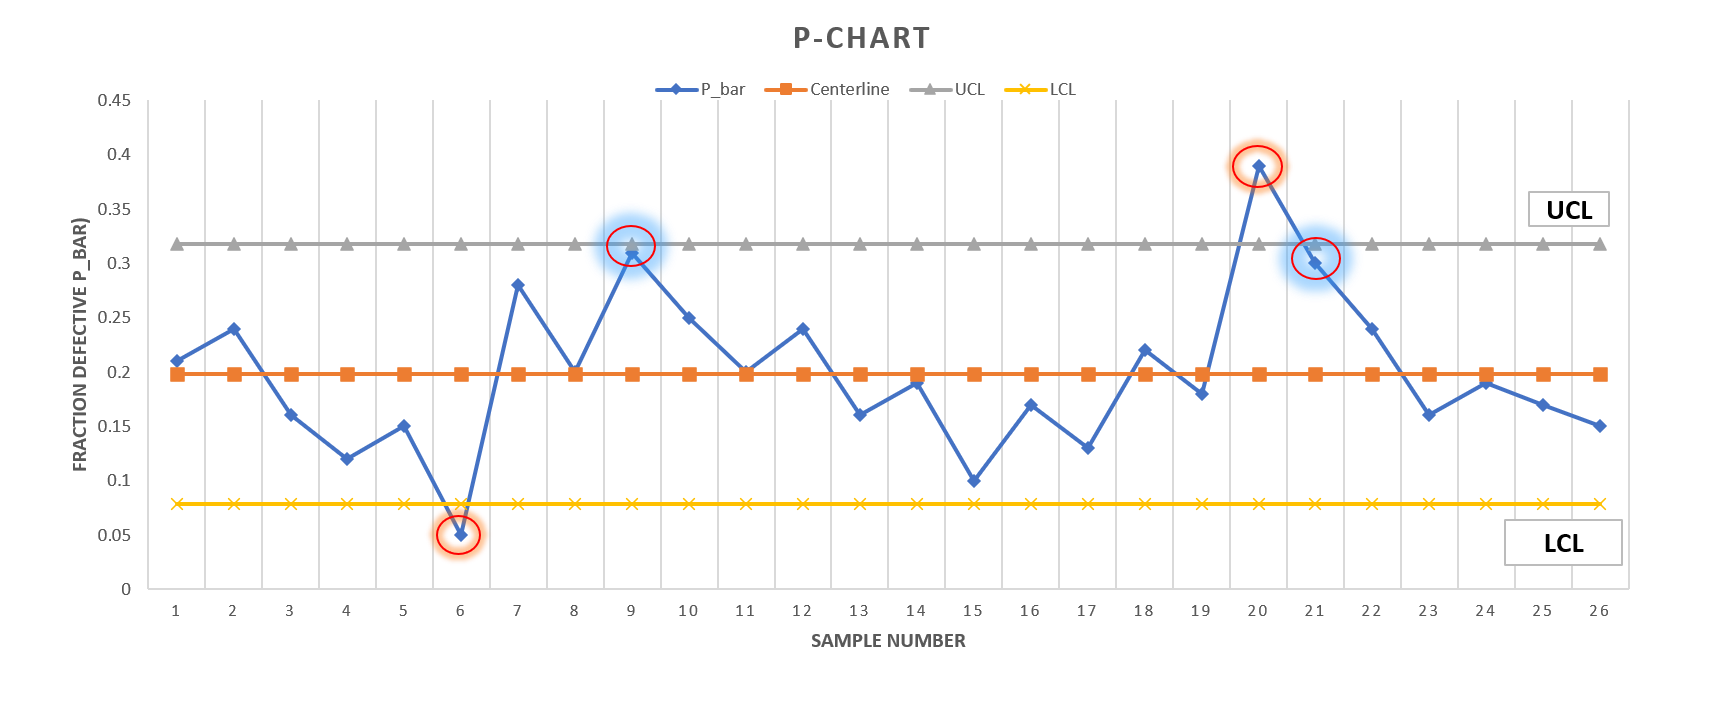 P-CHART
P_bar Centerline UCL LCL
FRACTION DEFECTIVE P_BAR)
0.45
0.4
0.35
0.3
0.25
0.2
0.15
0.1
0.05
0
UCL
LCL
1 2 3 4 5 6 7 8 9 10 11 12 13 14 15 16 17 18 19 20 21 22 23 24 25 26
SAMPLE NUMBER